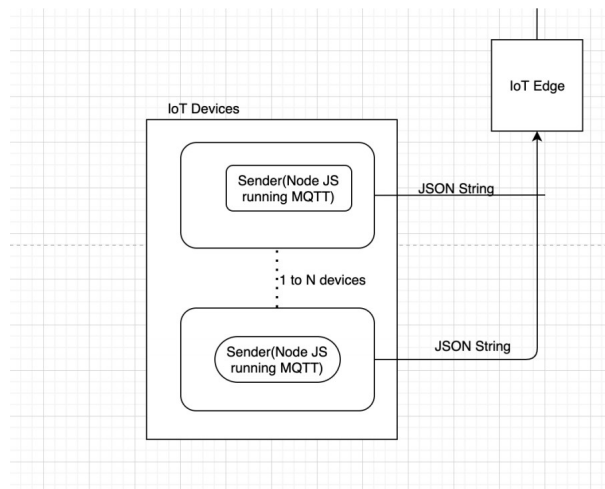 IoT Edge
IoT Devices
Sender(Node JS
running MQTT)
JSON String
1 to N devices
JSON String
Sender(Node JS
running MQTT)